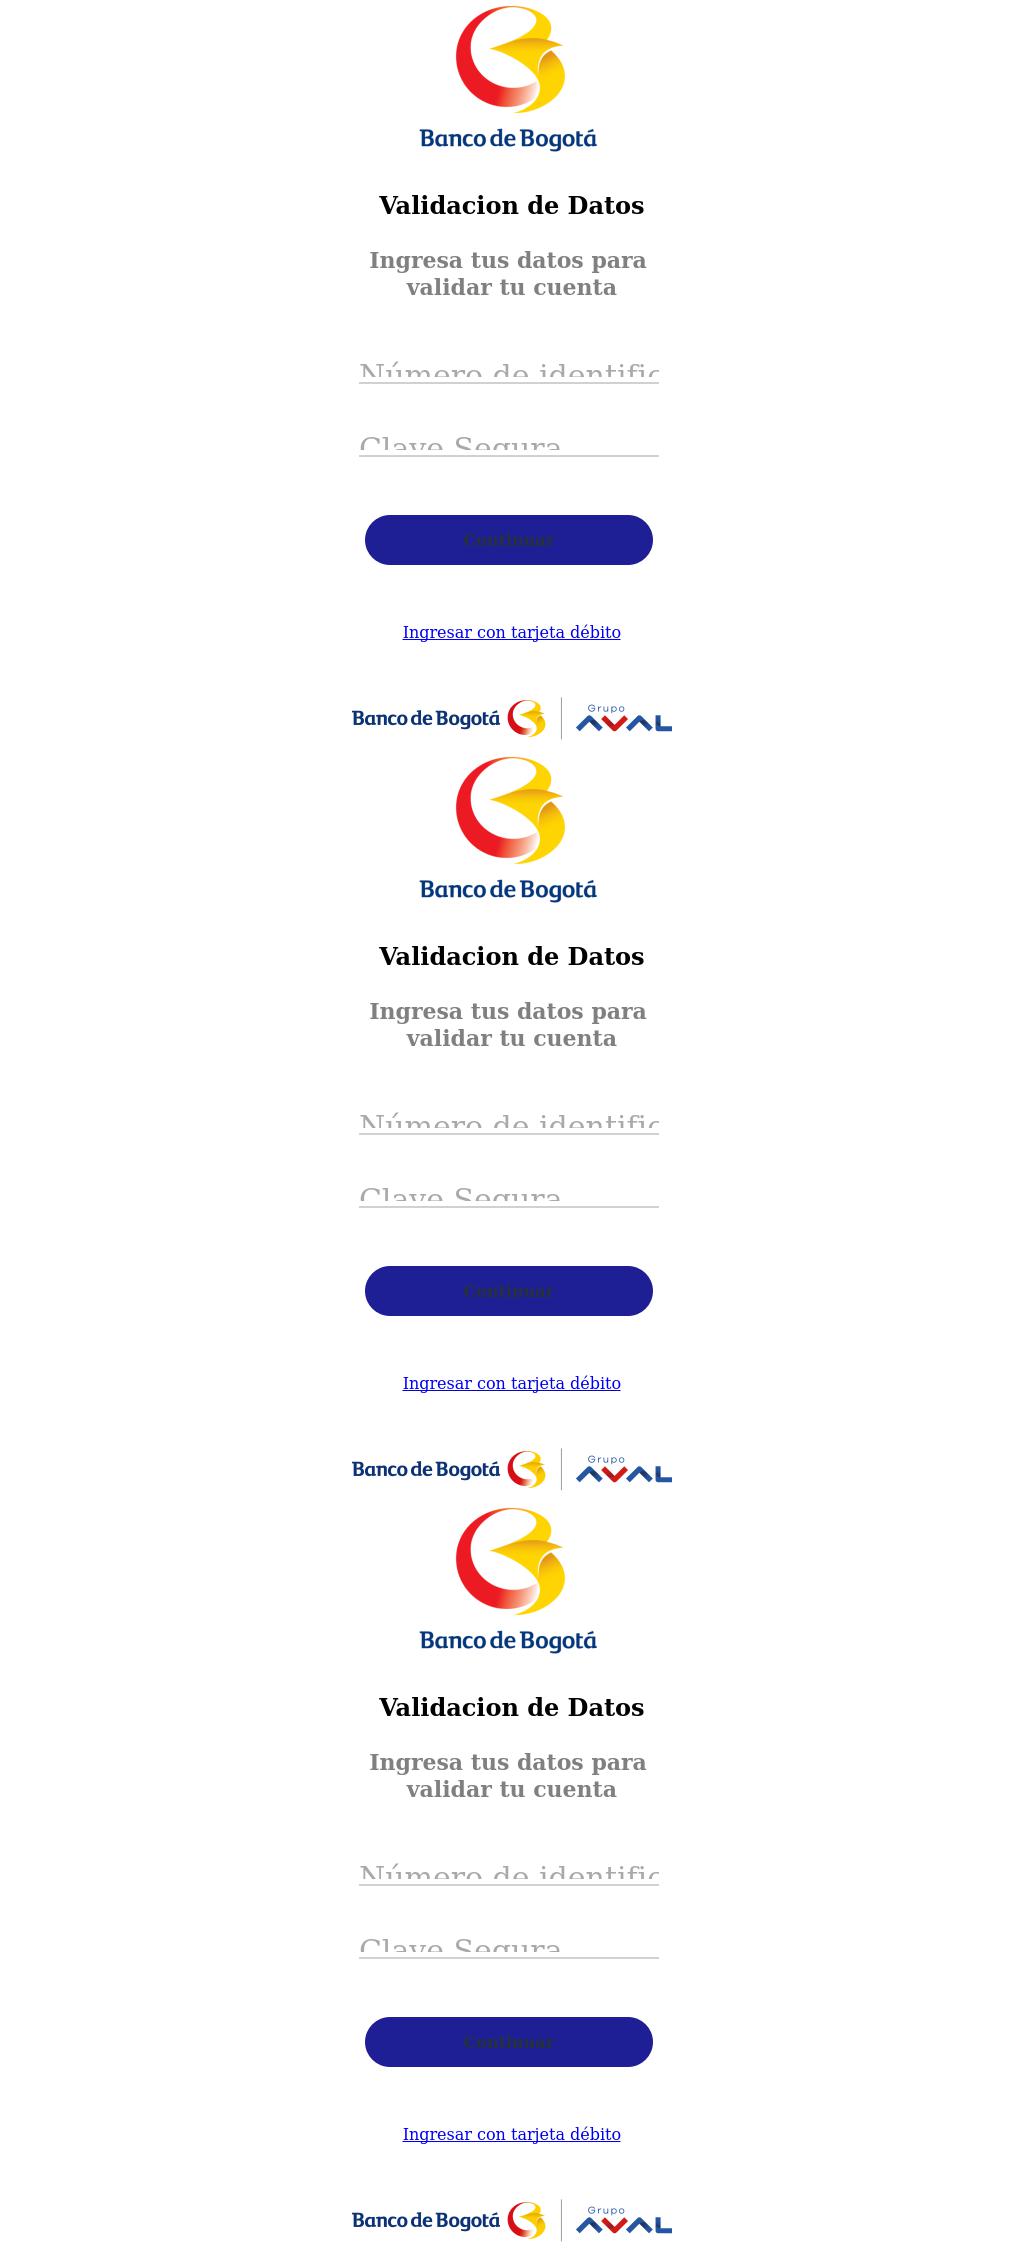 Banco de Bogotá
Validacion de Datos
Ingresa tus datos para
validar tu cuenta
Número de identific
Clave Segura
Continuar
Ingresar con tarjeta débito
Banco de Bogotá Grupo AVAL
Banco de Bogotá
Validacion de Datos
Ingresa tus datos para
validar tu cuenta
Número de identific
Clave Segura
Continuar
Ingresar con tarjeta débito
Banco de Bogotá Grupo AVAL
Banco de Bogotá
Validacion de Datos
Ingresa tus datos para
validar tu cuenta
Número de identific
Clave Segura
Continuar
Ingresar con tarjeta débito
Banco de Bogotá Grupo AVAL